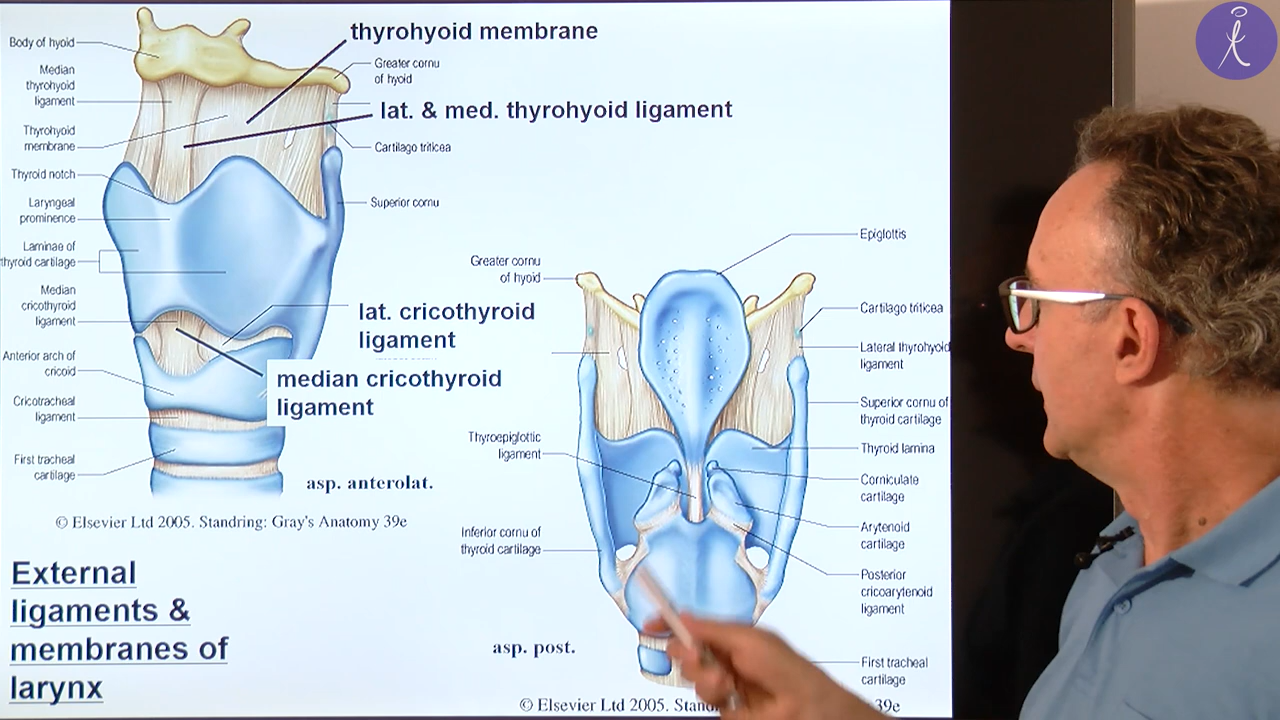 thyrohyoid membrane
Body of hyoid
Greater cornu
of hyoid
Median
thyrohyoid
ligament
lat. & med. thyrohyoid ligament
Thyrohyoid
membrane
Cartilago triticea
Thyroid notch
Laryngeal
prominence
Superior cornu
Laminae of
thyroid cartilage
Median
cricothyroid
ligament
lat. cricothyroid
ligament
Anterior arch of
cricoid
median cricothyroid
ligament
Cricotracheal
ligament
First tracheal
cartilage
asp. anterolat.
© Elsevier Ltd 2005. Standring: Gray's Anatomy 39e
External
ligaments &
membranes of
larynx
Epiglottis
Greater cornu
of hyoid
Cartilago triticea
Lateral thyrohyoid
ligament
Superior cornu of
thyroid cartilage
Thyroepiglottic
ligament
Thyroid lamina
Corniculate
cartilage
Arytenoid
cartilage
Inferior cornu of
thyroid cartilage
Posterior
cricoarytenoid
ligament
asp. post.
First tracheal
cartilage
© Elsevier Ltd 2005. 39e